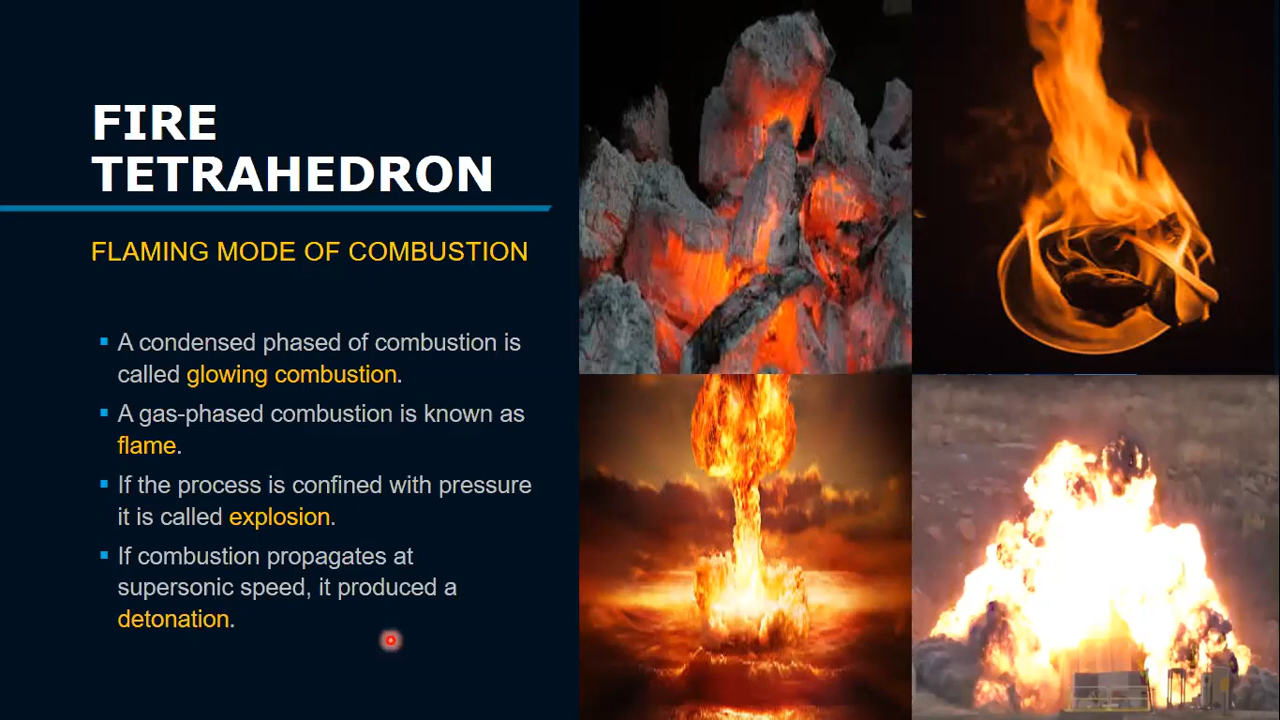 FIRE
TETRAHEDRON
FLAMING MODE OF COMBUSTION
▪ A condensed phased of combustion is
called glowing combustion.
▪ A gas-phased combustion is known as
flame.
▪ If the process is confined with pressure
it is called explosion.
▪ If combustion propagates at
supersonic speed, it produced a
detonation.